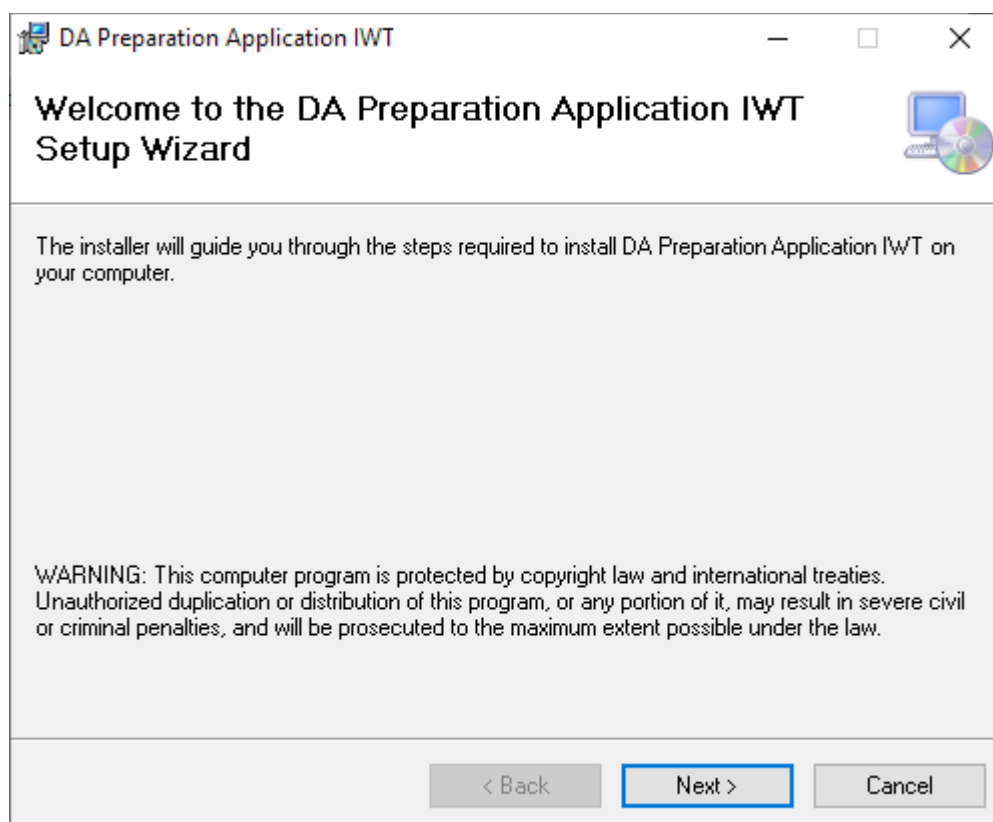 DA Preparation Application IWT
Welcome to the DA Preparation Application IWT
Setup Wizard
The installer will guide you through the steps required to install DA Preparation Application IWT on
your computer.
WARNING: This computer program is protected by copyright law and international treaties.
Unauthorized duplication or distribution of this program, or any portion of it, may result in severe civil
or criminal penalties, and will be prosecuted to the maximum extent possible under the law.
< Back Next > Cancel